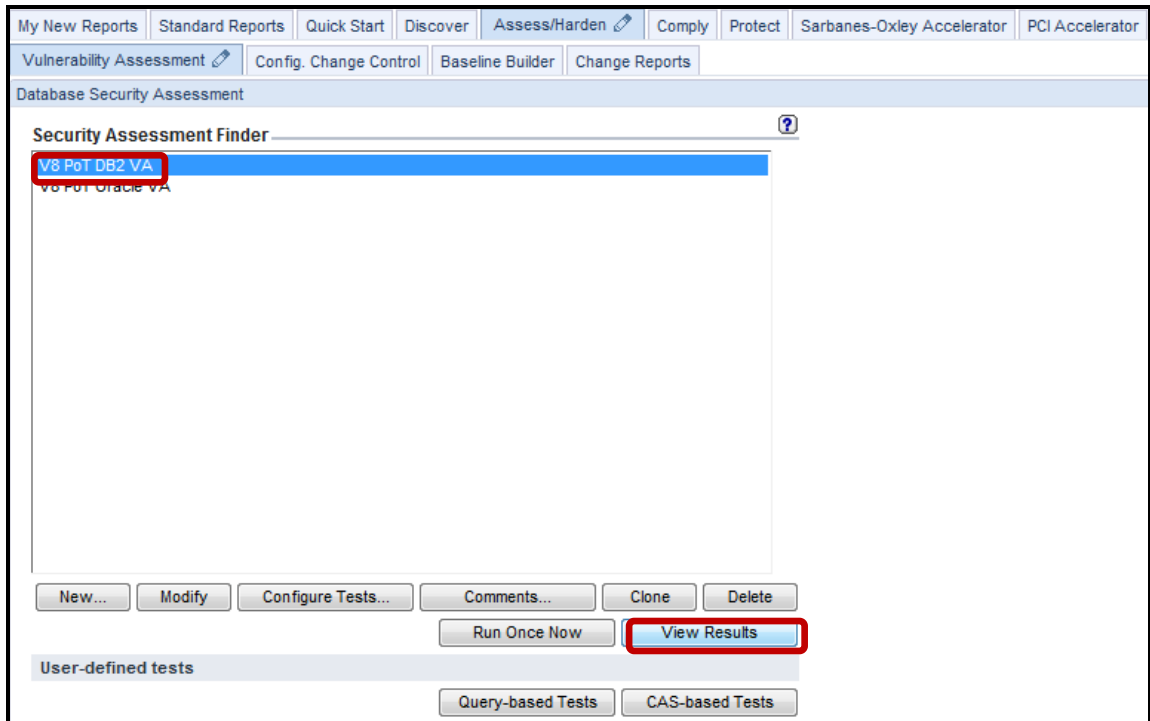 My New Reports Standard Reports Quick Start Discover Assess/Harden Comply Protect Sarbanes-Oxley Accelerator PCI Accelerator
Vulnerability Assessment Config. Change Control Baseline Builder Change Reports
Database Security Assessment
Security Assessment Finder ?
V8 PoT DB2 VA
V8 PoT Oracle VA
New... Modify Configure Tests... Comments... Clone Delete
Run Once Now View Results
User-defined tests
Query-based Tests CAS-based Tests